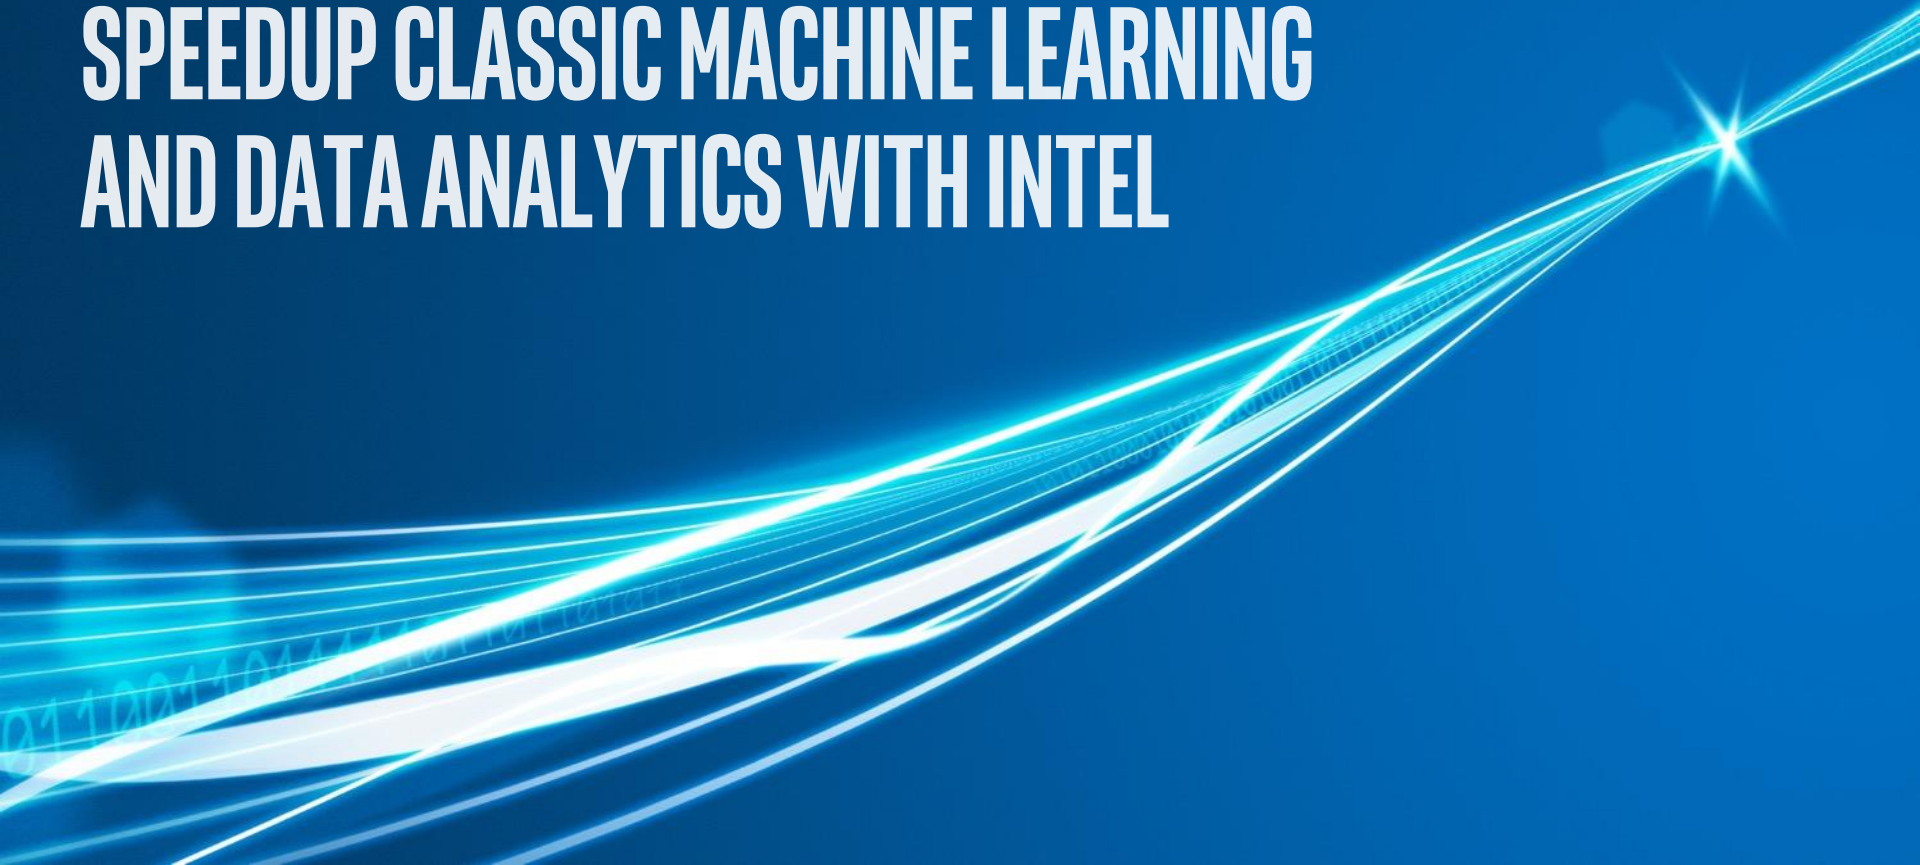 SPEEDUP CLASSIC MACHINE LEARNING
AND DATA ANALYTICS WITH INTEL